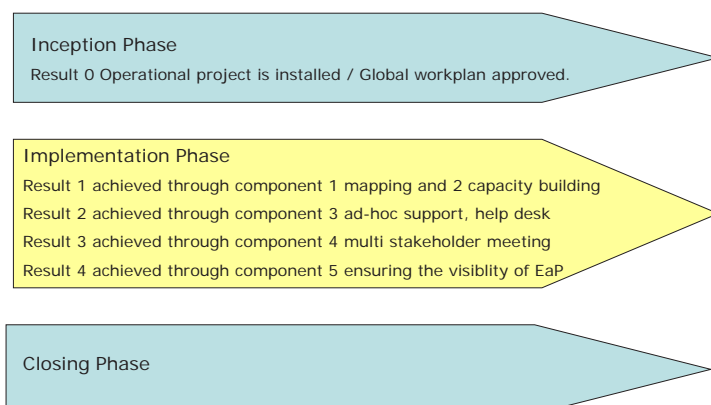 Inception Phase
Result 0 Operational project is installed / Global workplan approved.
Implementation Phase
Result 1 achieved through component 1 mapping and 2 capacity building
Result 2 achieved through component 3 ad-hoc support, help desk
Result 3 achieved through component 4 multi stakeholder meeting
Result 4 achieved through component 5 ensuring the visiblity of EaP
Closing Phase